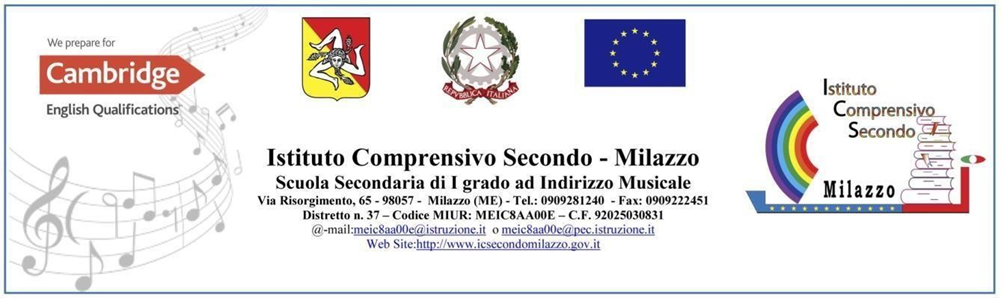 We prepare for
Cambridge
English Qualifications
REPVBBLICA ITALIANA
Istituto
Comprensivo
Secondo
Milazzo
Istituto Comprensivo Secondo - Milazzo
Scuola Secondaria di I grado ad Indirizzo Musicale
Via Risorgimento, 65 - 98057 - Milazzo (ME) - Tel.: 0909281240 - Fax: 0909222451
Distretto n. 37 – Codice MIUR: MEIC8AA00E – C.F. 92025030831
@-mail:meic8aa00e@istruzione.it o meic8aa00e@pec.istruzione.it
Web Site:http://www.icsecondomilazzo.gov.it